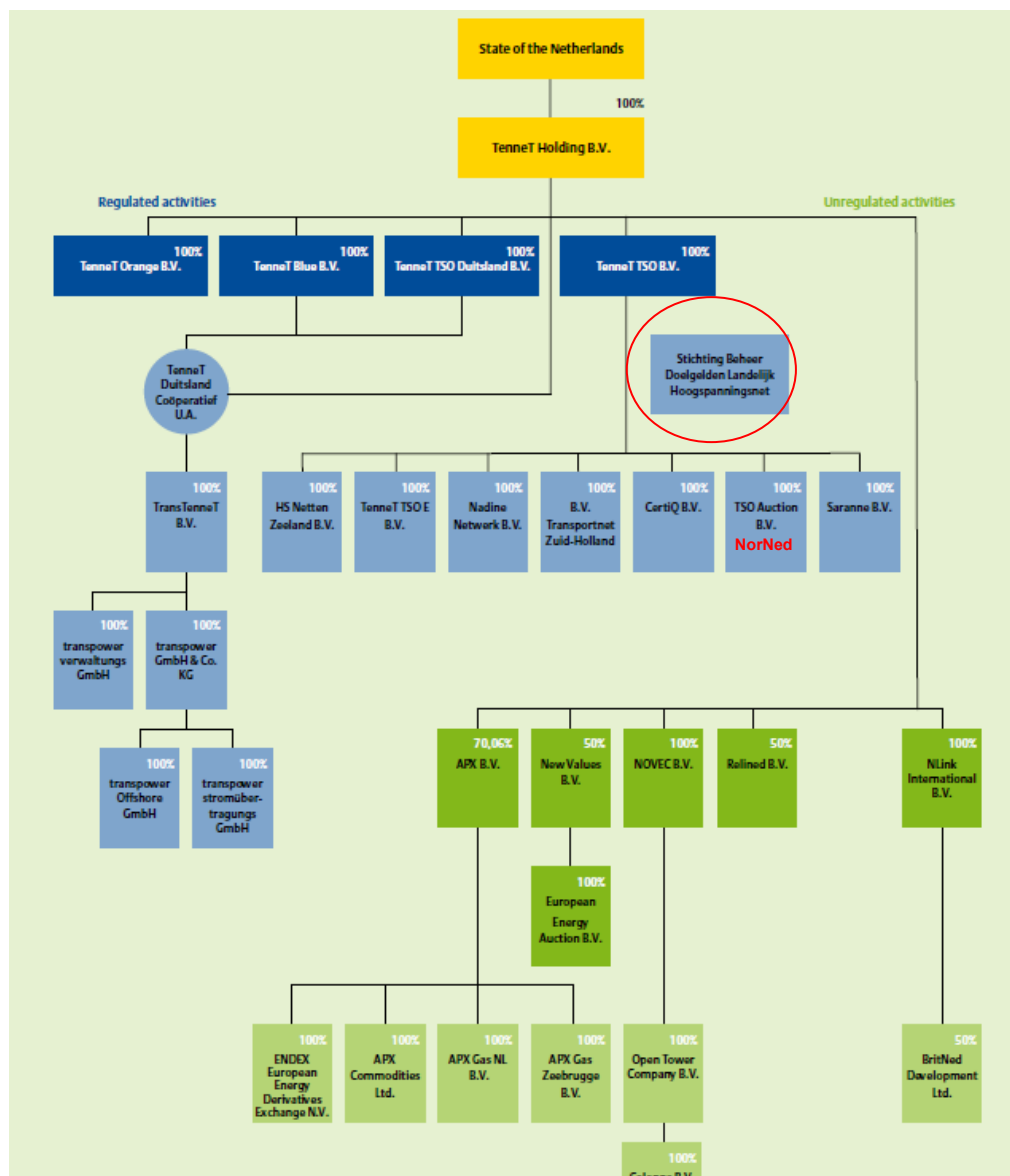 State of the Netherlands
100%
TenneT Holding B.V.
Regulated activities
Unregulated activities
100%
TenneT Orange B.V.
100%
TenneT Blue B.V.
100%
TenneT TSO Duitsland B.V.
100%
TenneT TSO B.V.
Stichting Beheer
Doelgelden Landelijk
Hoogspanningsnet
TenneT
Duitsland
Coöperatief
U.A.
100%
TransTenneT
B.V.
100%
HS Netten
Zeeland B.V.
100%
TenneT TSO E
B.V.
100%
Nadine
Netwerk B.V.
100%
B.V.
Transportnet
Zuid-Holland
100%
CertiQ B.V.
100%
TSO Auction
B.V.
NorNed
100%
Saranne B.V.
100%
transpower
verwaltungs
GmbH
100%
transpower
GmbH & Co.
KG
100%
transpower
Offshore
GmbH
100%
transpower
stromüber-
tragungs
GmbH
70,06%
APX B.V.
50%
New Values
B.V.
100%
NOVEC B.V.
50%
Relined B.V.
100%
NLink
International
B.V.
100%
European
Energy
Auction B.V.
100%
ENDEX
European
Energy
Derivatives
Exchange N.V.
100%
APX
Commodities
Ltd.
100%
APX Gas NL
B.V.
100%
APX Gas
Zeebrugge
B.V.
100%
Open Tower
Company B.V.
50%
BritNed
Development
Ltd.
100%